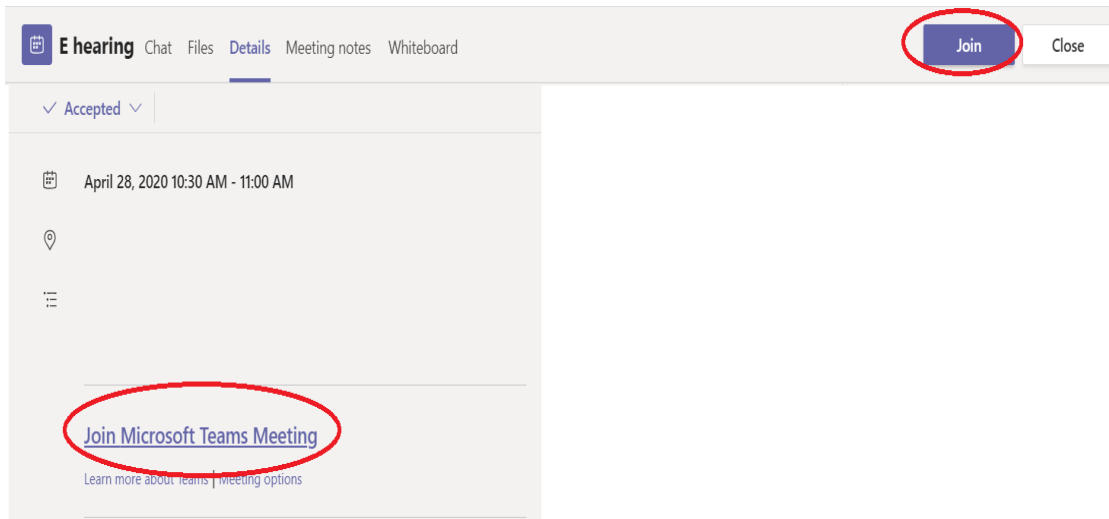 E hearing Chat Files Details Meeting notes Whiteboard Join Close
Accepted
April 28, 2020 10:30 AM - 11:00 AM
Join Microsoft Teams Meeting
Learn more about Teams | Meeting options